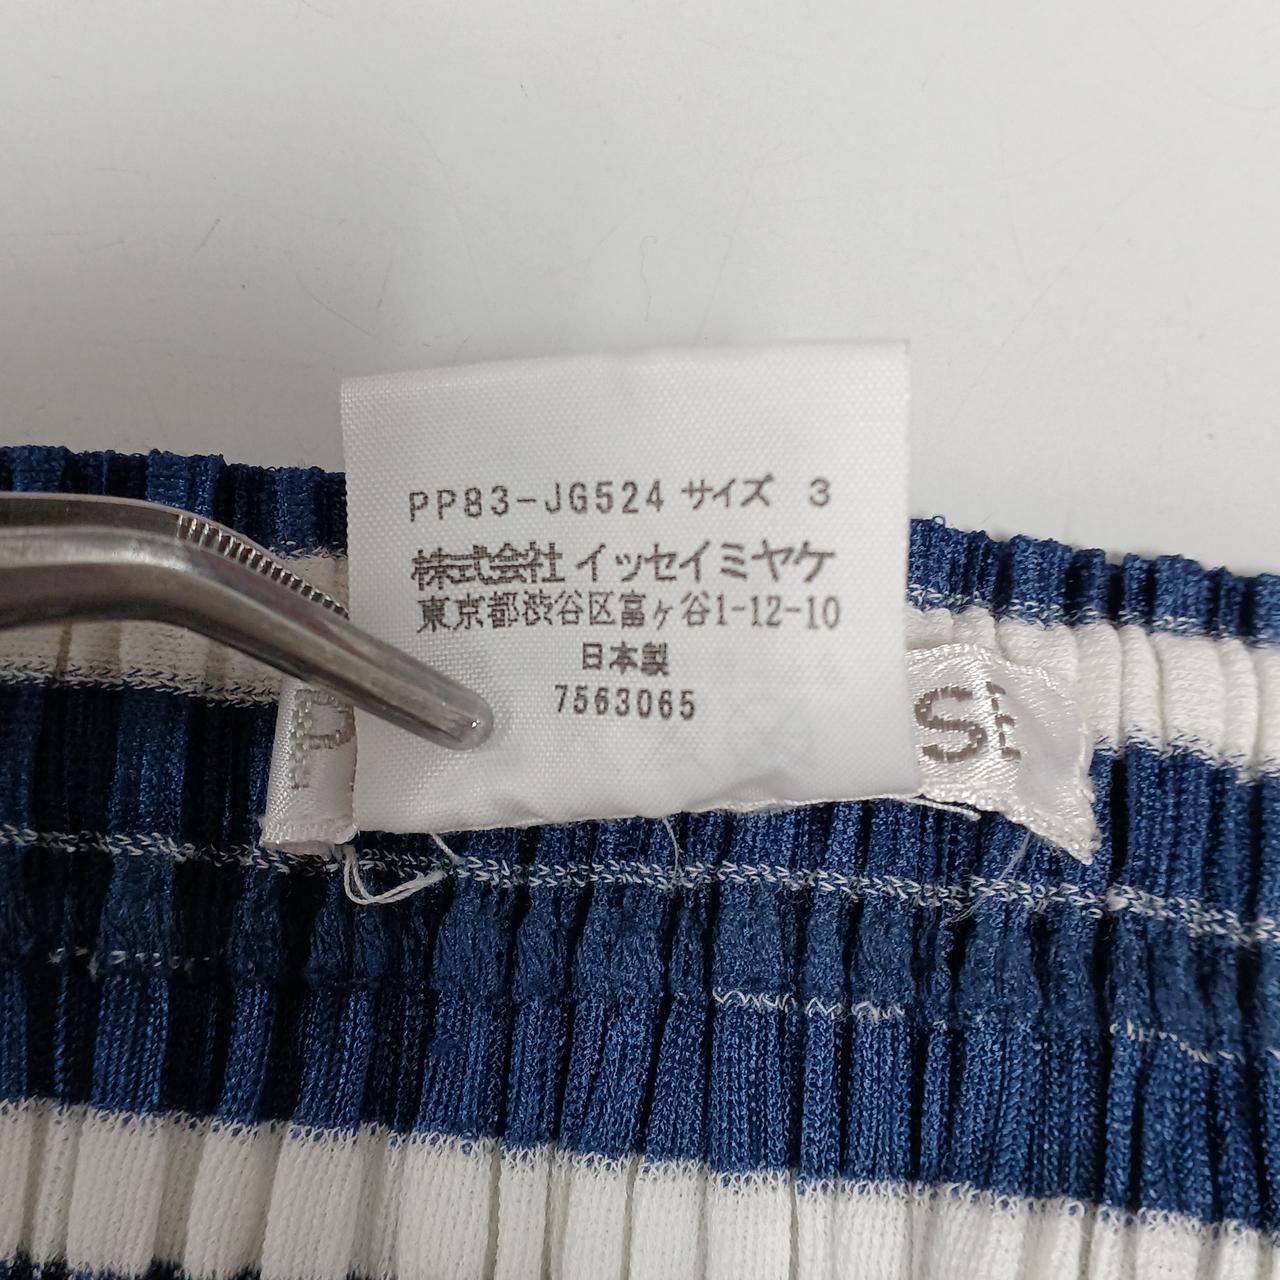 PP83-JG524 サイズ 3
株式会社イッセイミヤケ
東京都渋谷区富ヶ谷1-12-10
日本製
7563065